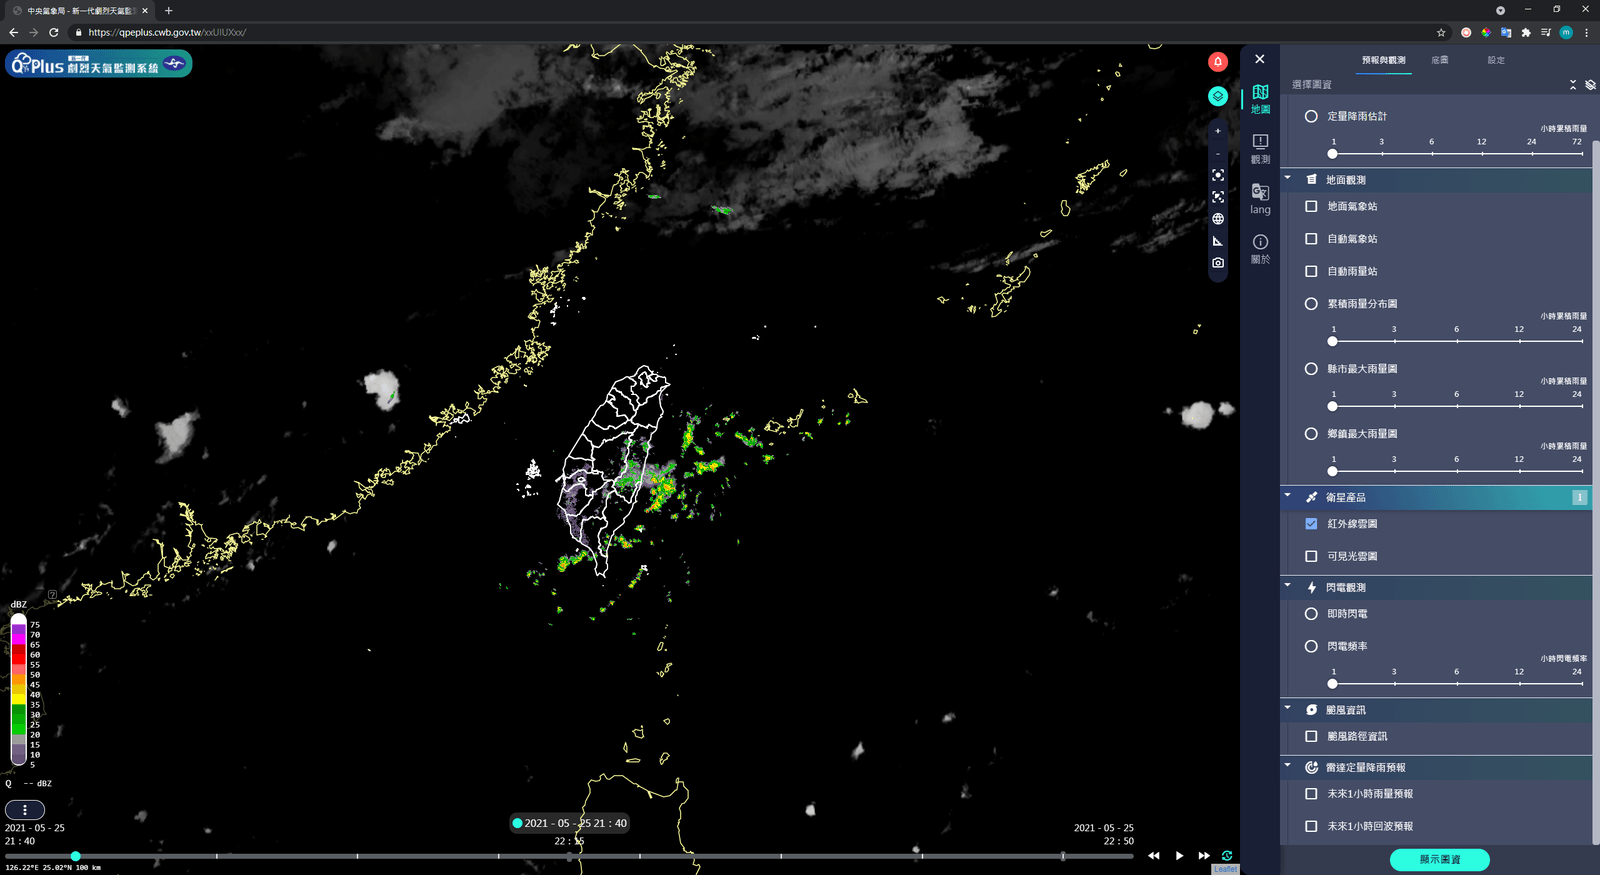 中央氣象局 - 新一代劇烈天氣監
https://qpeplus.cwb.gov.tw/xxUIUXxx/
m
QPlus 新一代 劇烈天氣監測系統
地圖
觀測
lang
關於
預報與觀測 底圖 設定
選擇圖資
定量降雨估計
小時累積雨量
1 3 6 12 24 72
地面觀測
地面氣象站
自動氣象站
自動雨量站
累積雨量分布圖
小時累積雨量
1 3 6 12 24
縣市最大雨量圖
小時累積雨量
1 3 6 12 24
鄉鎮最大雨量圖
小時累積雨量
1 3 6 12 24
衛星產品 1
紅外線雲圖
可見光雲圖
閃電觀測
即時閃電
閃電頻率
小時閃電頻率
1 3 6 12 24
颱風資訊
颱風路徑資訊
雷達定量降雨預報
未來1小時雨量預報
未來1小時回波預報
顯示圖資
?
dBZ
75
70
65
60
55
50
45
40
35
30
25
20
15
10
5
Q -- dBZ
2021 - 05 - 25
21 : 40
2021 - 05 - 25 21 : 40
22 : 15
2021 - 05 - 25
22 : 50
126.22°E 25.02°N 100 km
Leaflet